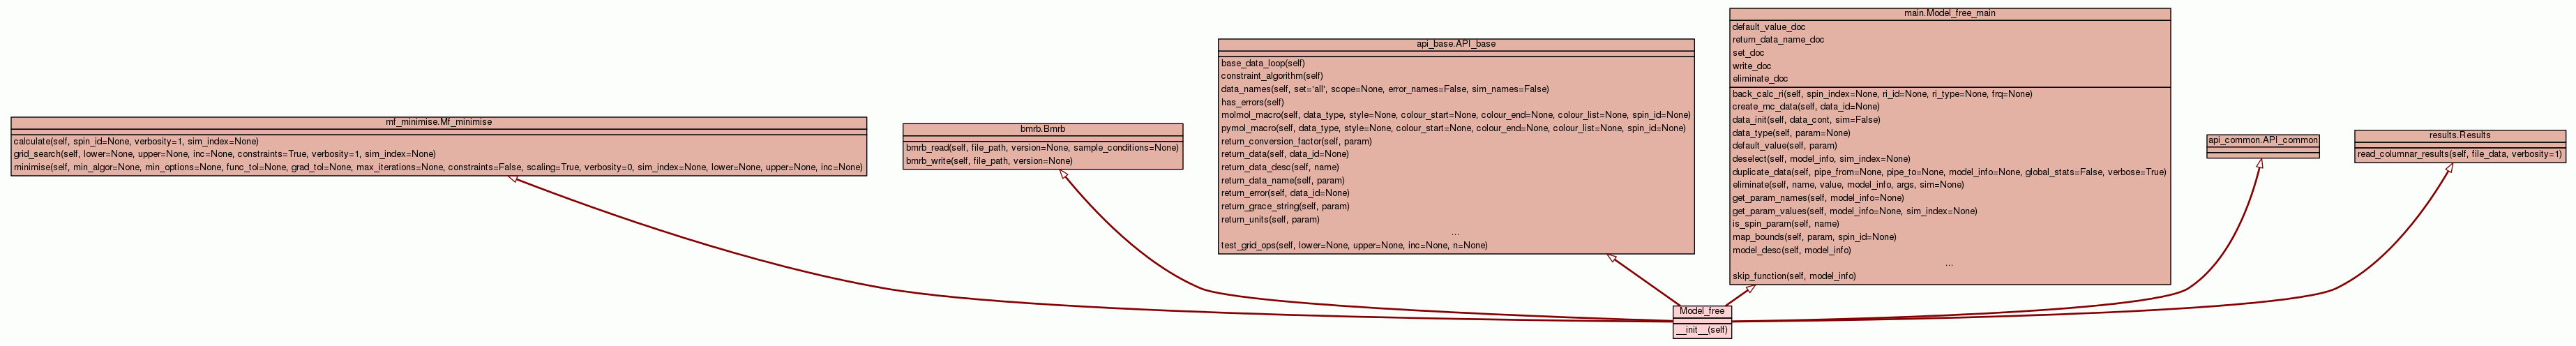 mf_minimise.Mf_minimise
calculate(self, spin_id=None, verbosity=1, sim_index=None)
grid_search(self, lower=None, upper=None, inc=None, constraints=True, verbosity=1, sim_index=None)
minimise(self, min_algor=None, min_options=None, func_tol=None, grad_tol=None, max_iterations=None, constraints=False, scaling=True, verbosity=0, sim_index=None, lower=None, upper=None, inc=None)
bmrb.Bmrb
bmrb_read(self, file_path, version=None, sample_conditions=None)
bmrb_write(self, file_path, version=None)
api_base.API_base
base_data_loop(self)
constraint_algorithm(self)
data_names(self, set='all', scope=None, error_names=False, sim_names=False)
has_errors(self)
molmol_macro(self, data_type, style=None, colour_start=None, colour_end=None, colour_list=None, spin_id=None)
pymol_macro(self, data_type, style=None, colour_start=None, colour_end=None, colour_list=None, spin_id=None)
return_conversion_factor(self, param)
return_data(self, data_id=None)
return_data_desc(self, name)
return_data_name(self, param)
return_error(self, data_id=None)
return_grace_string(self, param)
return_units(self, param)
...
test_grid_ops(self, lower=None, upper=None, inc=None, n=None)
main.Model_free_main
default_value_doc
return_data_name_doc
set_doc
write_doc
eliminate_doc
back_calc_ri(self, spin_index=None, ri_id=None, ri_type=None, frq=None)
create_mc_data(self, data_id=None)
data_init(self, data_cont, sim=False)
data_type(self, param=None)
default_value(self, param)
deselect(self, model_info, sim_index=None)
duplicate_data(self, pipe_from=None, pipe_to=None, model_info=None, global_stats=False, verbose=True)
eliminate(self, name, value, model_info, args, sim=None)
get_param_names(self, model_info=None)
get_param_values(self, model_info=None, sim_index=None)
is_spin_param(self, name)
map_bounds(self, param, spin_id=None)
model_desc(self, model_info)
...
skip_function(self, model_info)
api_common.API_common
results.Results
read_columnar_results(self, file_data, verbosity=1)
Model_free
__init__(self)